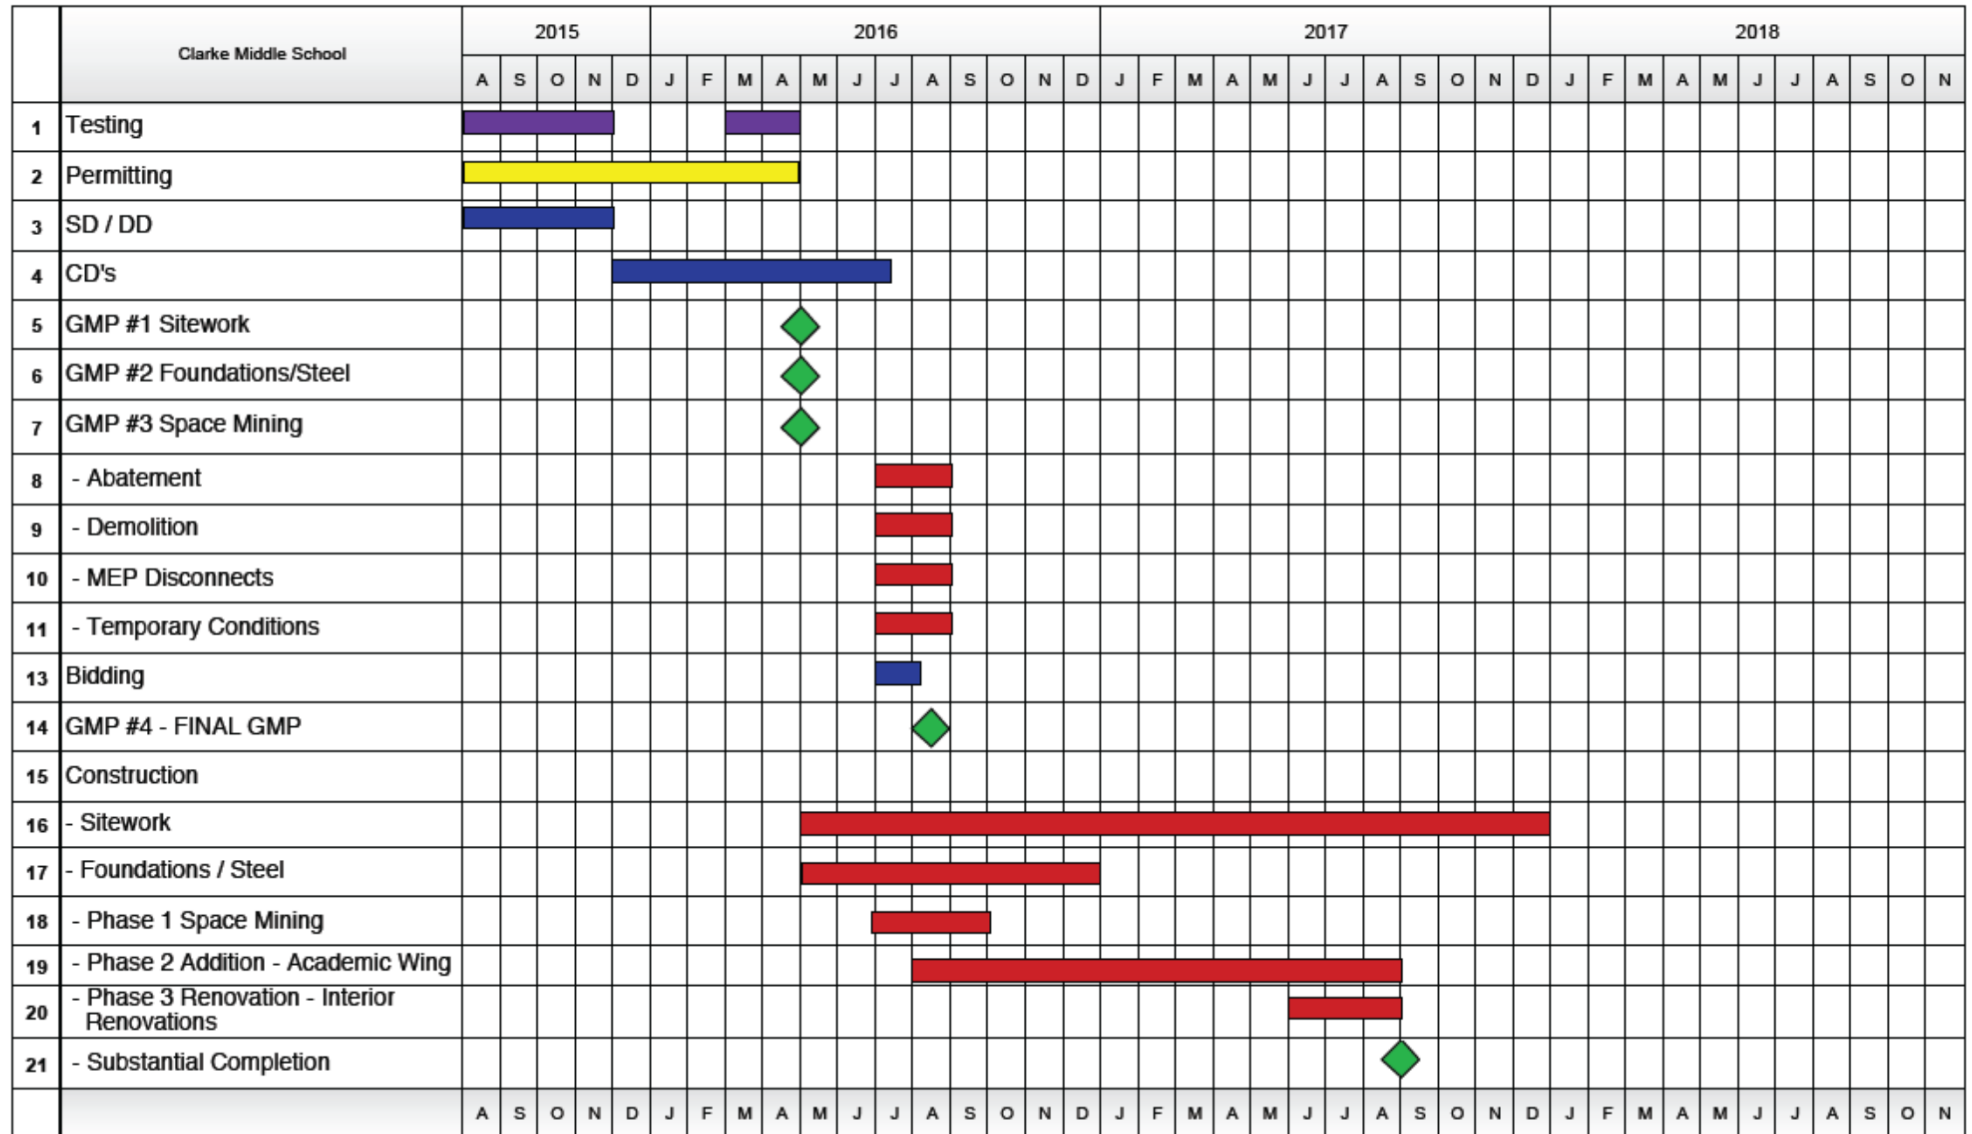 2015 2016 2017 2018
Clarke Middle School
A S O N D J F M A M J J A S O N D J F M A M J J A S O N D J F M A M J J A S O N
1 Testing
2 Permitting
3 SD / DD
4 CD's
5 GMP #1 Sitework
6 GMP #2 Foundations/Steel
7 GMP #3 Space Mining
8 - Abatement
9 - Demolition
10 - MEP Disconnects
11 - Temporary Conditions
13 Bidding
14 GMP #4 - FINAL GMP
15 Construction
16 - Sitework
17 - Foundations / Steel
18 - Phase 1 Space Mining
19 - Phase 2 Addition - Academic Wing
20 - Phase 3 Renovation - Interior
Renovations
21 - Substantial Completion
A S O N D J F M A M J J A S O N D J F M A M J J A S O N D J F M A M J J A S O N